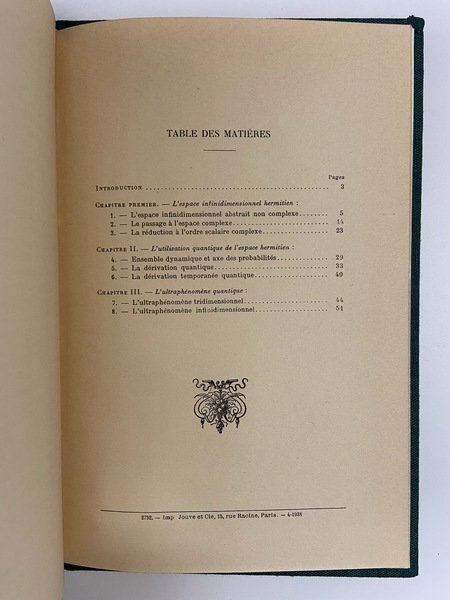 TABLE DES MATIÈRES
Pages
INTRODUCTION ........ 3
CHAPITRE PREMIER. — L'espace infinidimensionnel hermitien :
1. — L'espace infinidimensionnel abstrait non complexe ........ 5
2. — Le passage à l'espace complexe ........ 14
3. — La réduction à l'ordre scalaire complexe ........ 23
CHAPITRE II. — L'utilisation quantique de l'espace hermitien :
4. — Ensemble dynamique et axe des probabilités ........ 29
5. — La dérivation quantique ........ 33
6. — La dérivation temporanée quantique ........ 40
CHAPITRE III. — L'ultraphénomène quantique :
7. — L'ultraphénomène tridimensionnel ........ 44
8. — L'ultraphénomène infinidimensionnel ........ 51
3792. — Imp Jouve et Cie, 15, rue Racine, Paris. — 4-1938